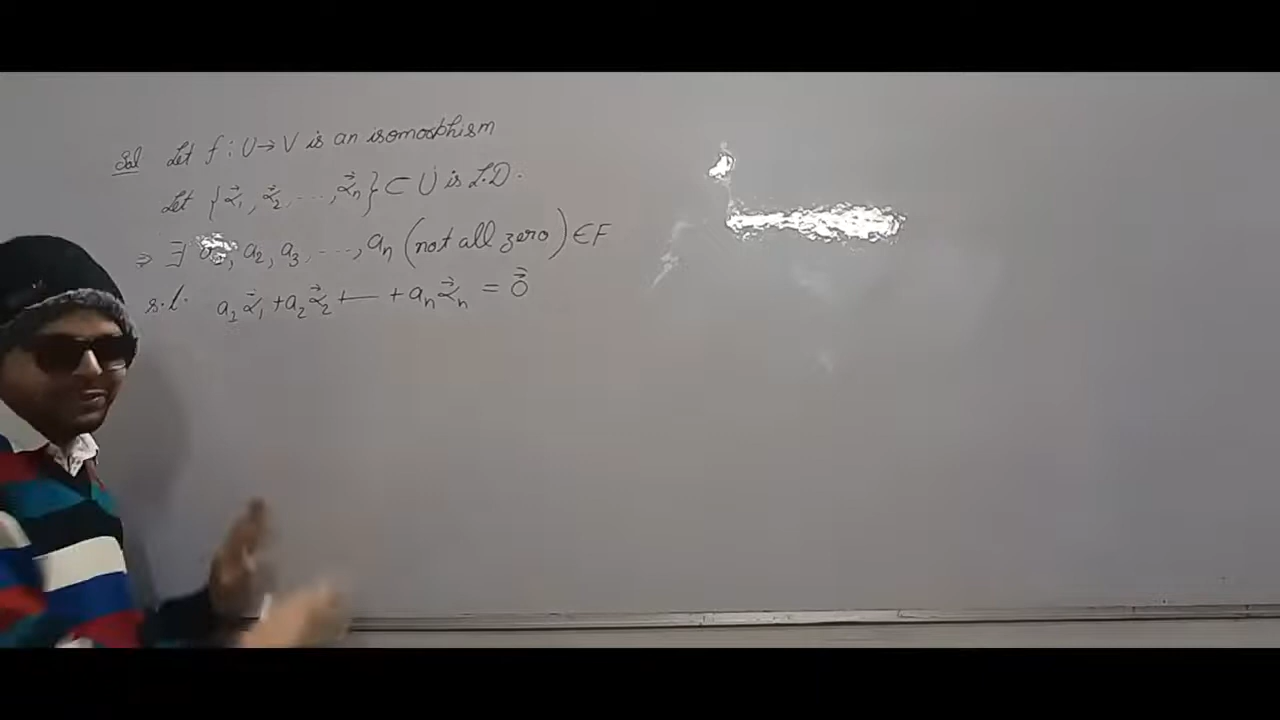 Sol Let f : U → V is an isomorphism
Let {α⃗₁, α⃗₂, ..., α⃗ₙ} ⊂ U is L.D.
⇒ ∃ a₁, a₂, a₃, ..., aₙ (not all zero) ∈ F
s.t. a₁α⃗₁ + a₂α⃗₂ + — + aₙα⃗ₙ = 0⃗